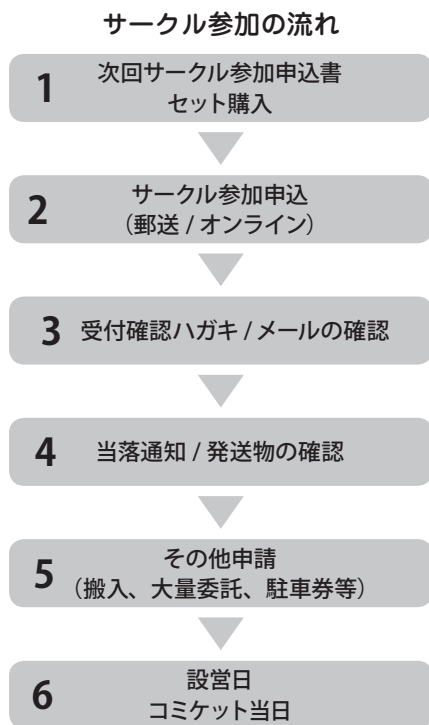 サークル参加の流れ
1
次回サークル参加申込書
セット購入
2
サークル参加申込
（郵送 / オンライン）
3 受付確認ハガキ / メールの確認
4 当落通知 / 発送物の確認
5
その他申請
（搬入、大量委託、駐車券等）
6
設営日
コミケット当日